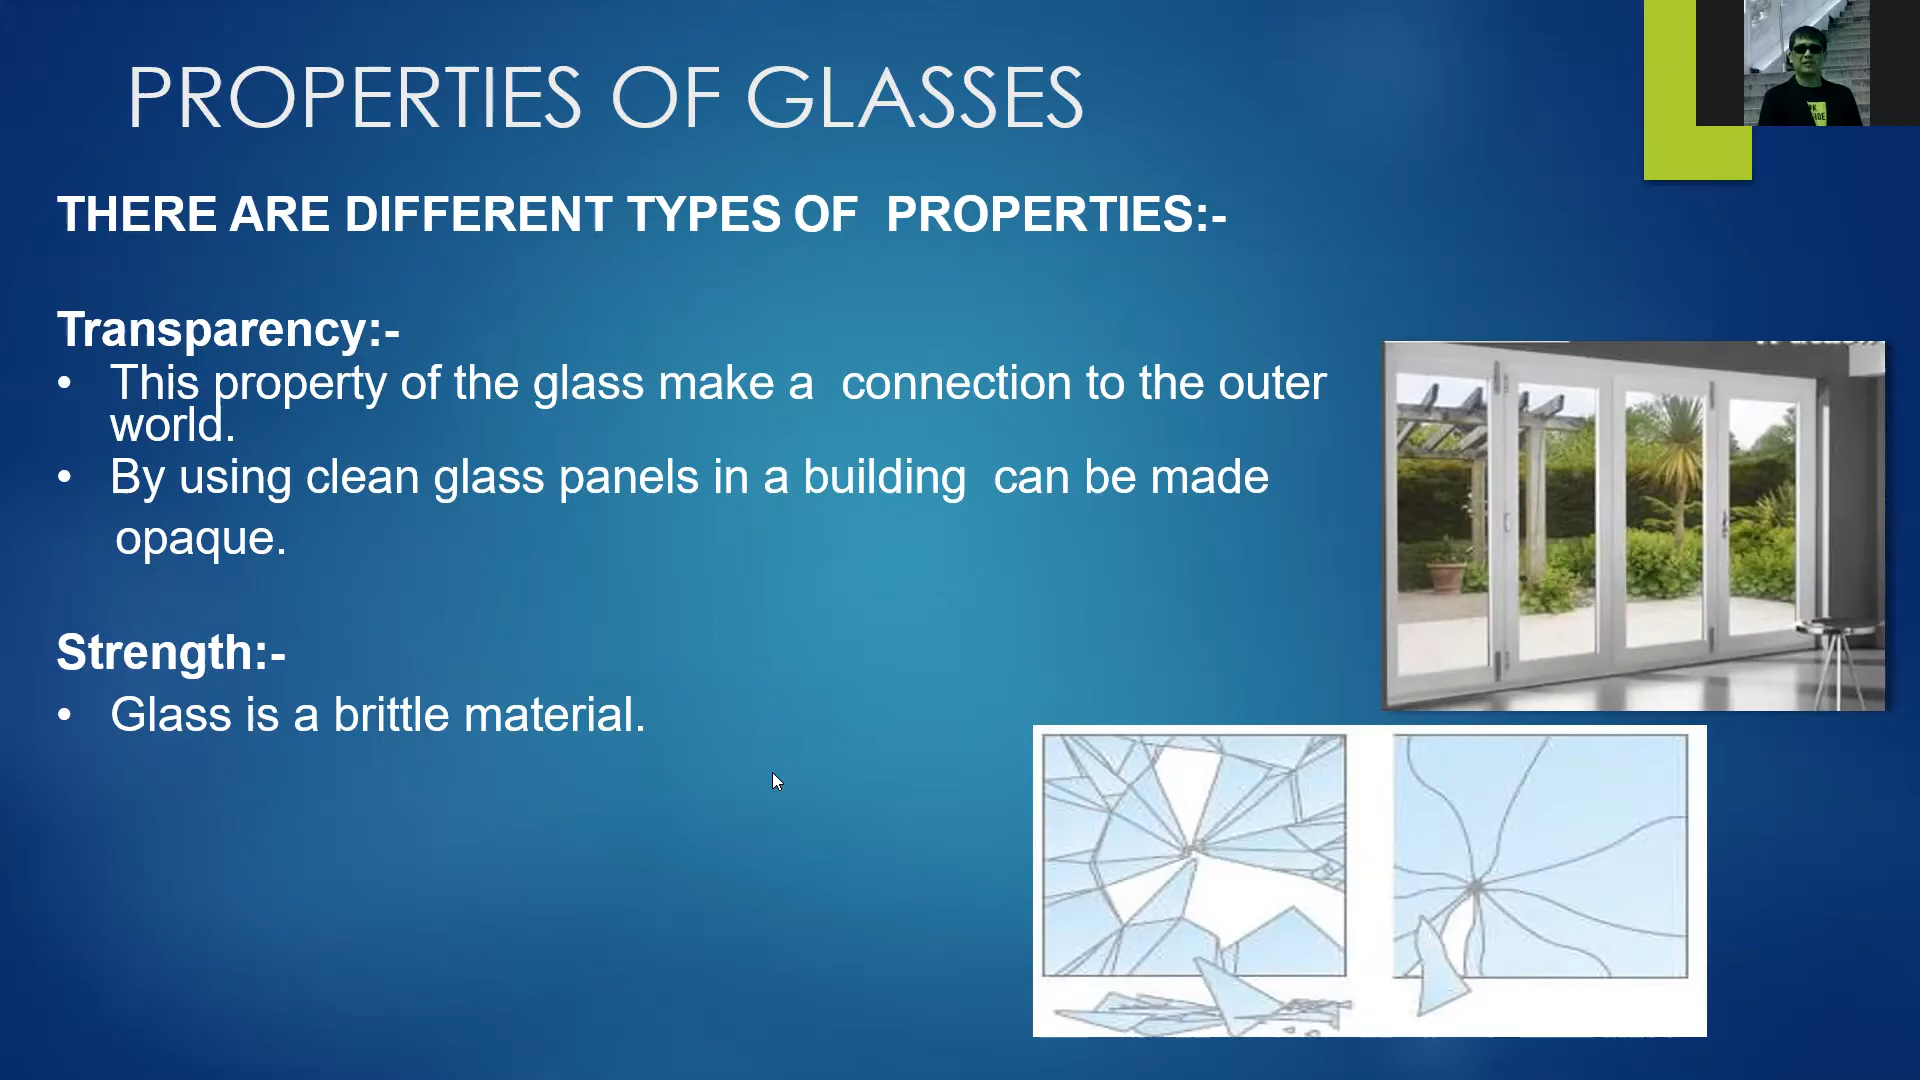 PROPERTIES OF GLASSES
THERE ARE DIFFERENT TYPES OF PROPERTIES:-
Transparency:-
• This property of the glass make a connection to the outer
world.
• By using clean glass panels in a building can be made
opaque.
Strength:-
• Glass is a brittle material.